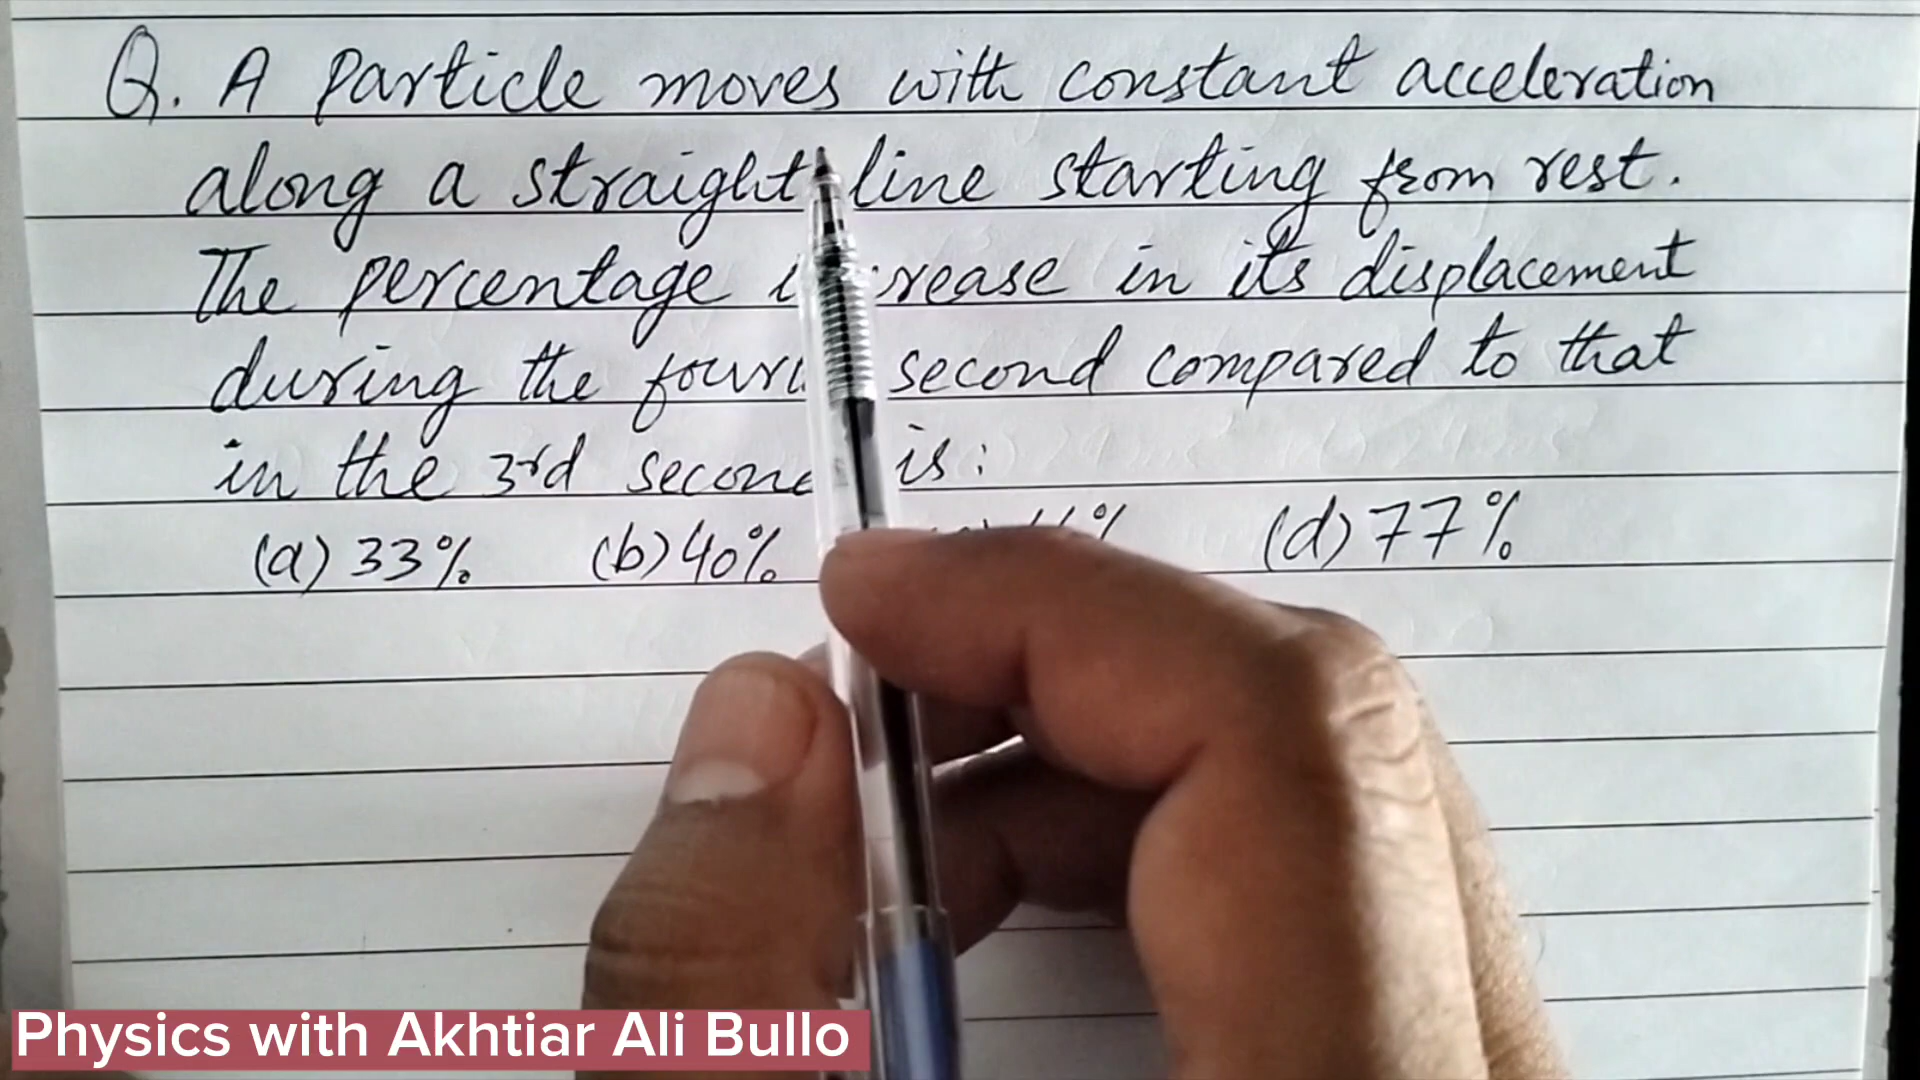 Q. A particle moves with constant acceleration
along a straight line starting from rest.
The percentage in its displacement
during the second compared to that
in the 3rd is:
(a) 33% (b) 40% (d) 77%
Physics with Akhtiar Ali Bullo